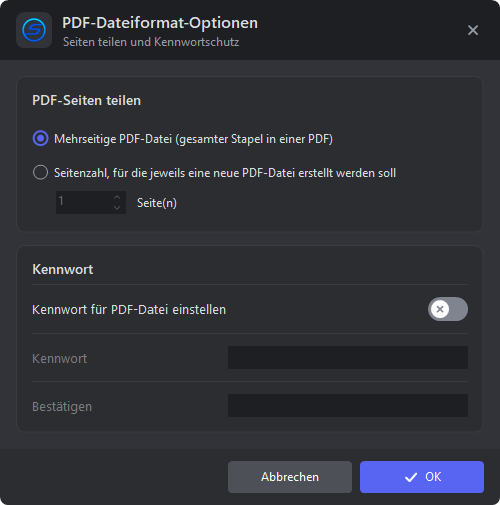 PDF-Dateiformat-Optionen
Seiten teilen und Kennwortschutz
PDF-Seiten teilen
Mehrseitige PDF-Datei (gesamter Stapel in einer PDF)
Seitenzahl, für die jeweils eine neue PDF-Datei erstellt werden soll
1 Seite(n)
Kennwort
Kennwort für PDF-Datei einstellen
Kennwort
Bestätigen
Abbrechen OK